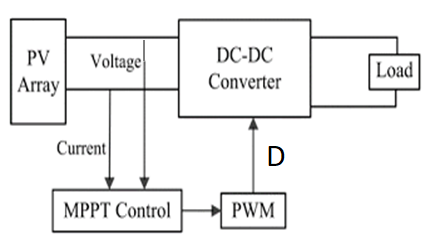 PV
Array
Voltage
DC-DC
Converter
Load
Current
D
MPPT Control
PWM